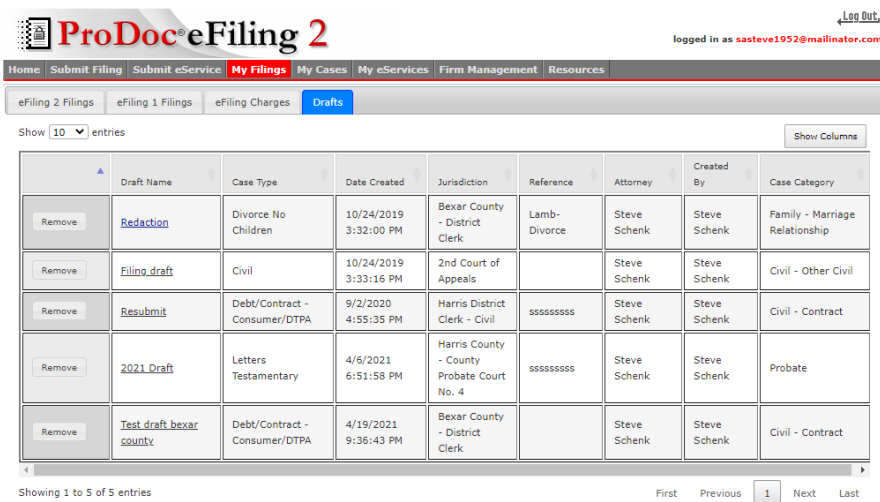 Log Out
ProDoc® eFiling 2
logged in as sasteve1952@mailinator.com
Home Submit Filing Submit eService My Filings My Cases My eServices Firm Management Resources
eFiling 2 Filings eFiling 1 Filings eFiling Charges Drafts
Show 10 entries
Show Columns
Draft Name Case Type Date Created Jurisdiction Reference Attorney Created By Case Category
Remove Redaction Divorce No Children 10/24/2019 3:32:00 PM Bexar County - District Clerk Lamb-Divorce Steve Schenk Steve Schenk Family - Marriage Relationship
Remove Filing draft Civil 10/24/2019 3:33:16 PM 2nd Court of Appeals Steve Schenk Steve Schenk Civil - Other Civil
Remove Resubmit Debt/Contract - Consumer/DTPA 9/2/2020 4:55:35 PM Harris District Clerk - Civil sssssssss Steve Schenk Steve Schenk Civil - Contract
Remove 2021 Draft Letters Testamentary 4/6/2021 6:51:58 PM Harris County - County Probate Court No. 4 sssssssss Steve Schenk Steve Schenk Probate
Remove Test draft bexar county Debt/Contract - Consumer/DTPA 4/19/2021 9:36:43 PM Bexar County - District Clerk Steve Schenk Steve Schenk Civil - Contract
Showing 1 to 5 of 5 entries
First Previous 1 Next Last